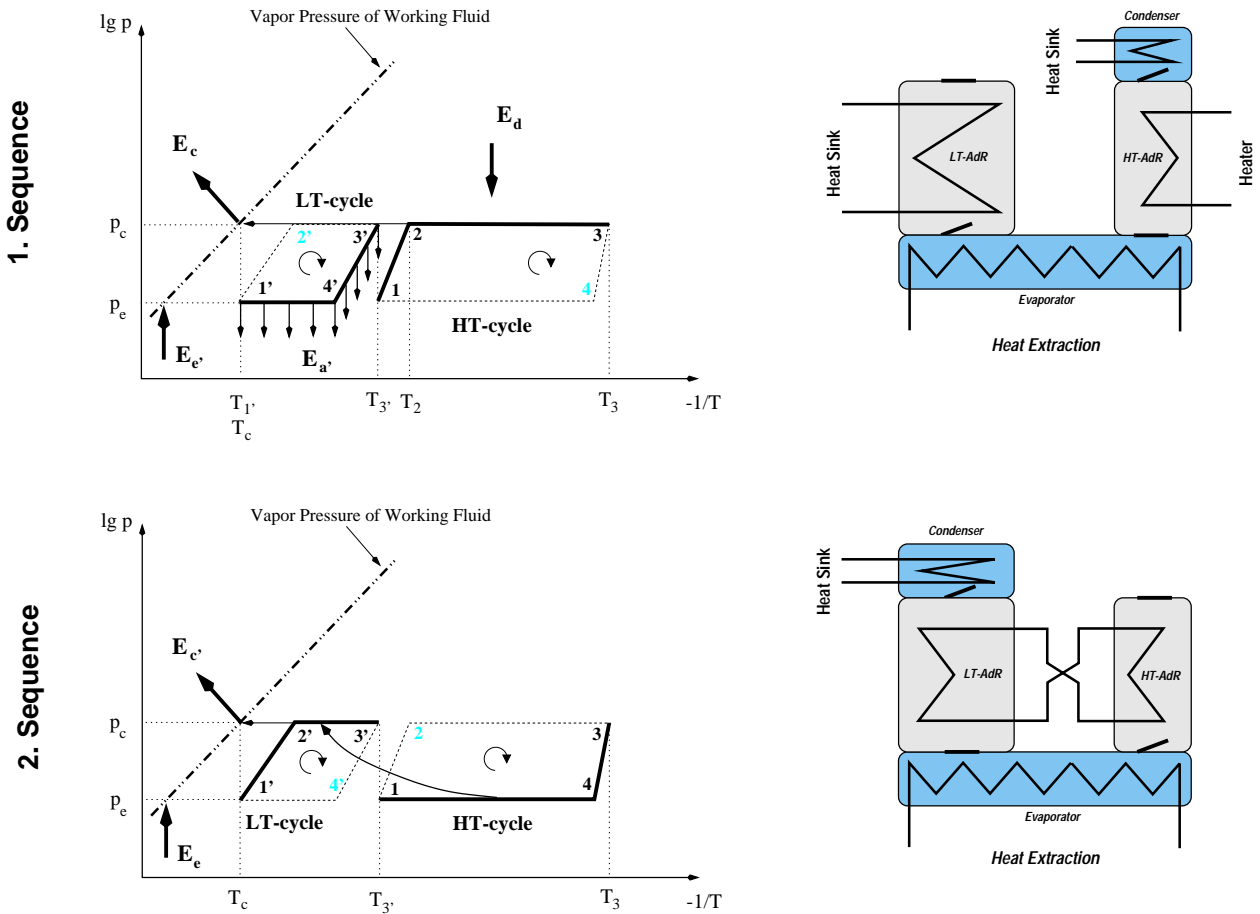 1. Sequence
lg p
Vapor Pressure of Working Fluid
E_c
E_d
LT-cycle
p_c
2'
3'
2
3
1'
4'
1
4
p_e
HT-cycle
E_e'
E_a'
T_1'
T_3'
T_2
T_3
-1/T
T_c
Condenser
Heat Sink
Heat Sink
LT-AdR
HT-AdR
Heater
Evaporator
Heat Extraction
2. Sequence
lg p
Vapor Pressure of Working Fluid
E_c'
p_c
2'
3'
2
3
1'
4'
1
4
p_e
LT-cycle
HT-cycle
E_e
T_c
T_3'
T_3
-1/T
Condenser
Heat Sink
LT-AdR
HT-AdR
Evaporator
Heat Extraction